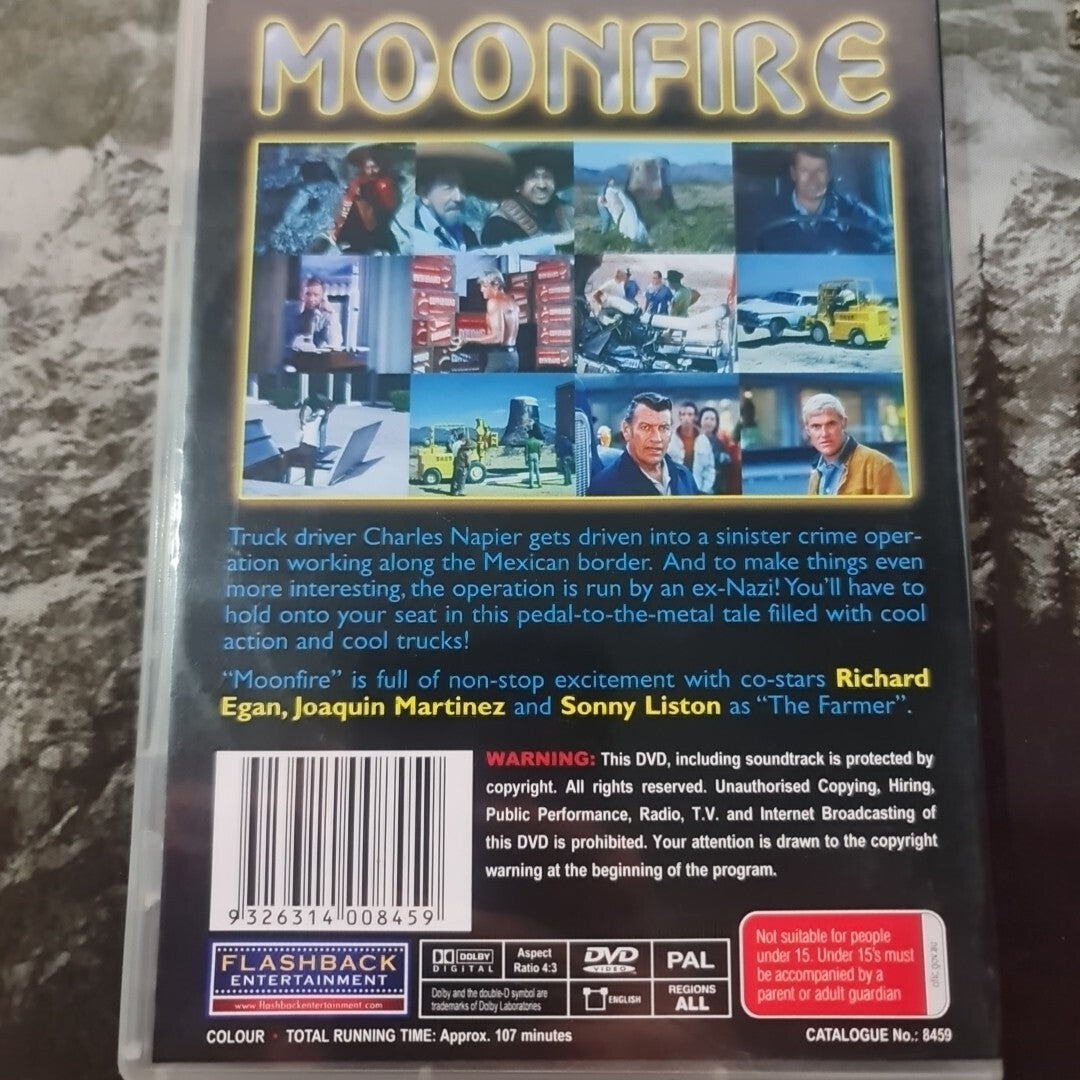 MOONFIRE
Truck driver Charles Napier gets driven into a sinister crime oper-
ation working along the Mexican border. And to make things even
more interesting, the operation is run by an ex-Nazi! You'll have to
hold onto your seat in this pedal-to-the-metal tale filled with cool
action and cool trucks!
"Moonfire" is full of non-stop excitement with co-stars Richard
Egan, Joaquin Martinez and Sonny Liston as "The Farmer".
WARNING: This DVD, including soundtrack is protected by
copyright. All rights reserved. Unauthorised Copying, Hiring,
Public Performance, Radio, T.V. and Internet Broadcasting of
this DVD is prohibited. Your attention is drawn to the copyright
warning at the beginning of the program.
9 326314 008459
FLASHBACK
ENTERTAINMENT
www.flashbackentertainment.com
DOLBY
DIGITAL
Aspect
Ratio 4:3
DVD
VIDEO
PAL
Dolby and the double-D symbol are
trademarks of Dolby Laboratories
ENGLISH
REGIONS
ALL
Not suitable for people
under 15. Under 15's must
be accompanied by a
parent or adult guardian
oflc.gov.au
COLOUR • TOTAL RUNNING TIME: Approx. 107 minutes
CATALOGUE No.: 8459